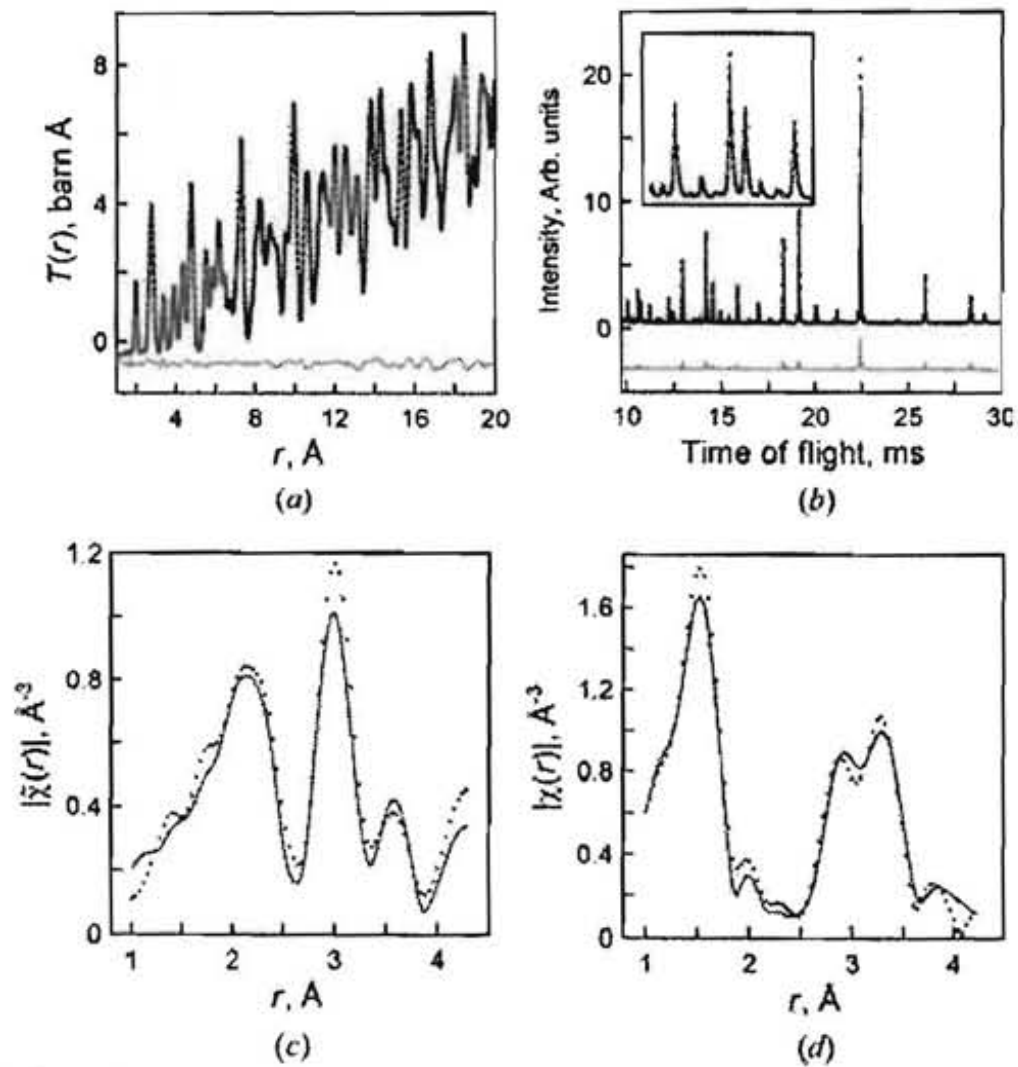 8
4
0
T(r), barn Å
4
8
12
16
20
r, Å
(a)
20
10
0
Intensity, Arb. units
10
15
20
25
30
Time of flight, ms
(b)
1.2
0.8
0.4
0
|χ̃(r)|, Å⁻³
1
2
3
4
r, Å
(c)
1.6
1.2
0.8
0.4
0
|χ(r)|, Å⁻³
1
2
3
4
r, Å
(d)